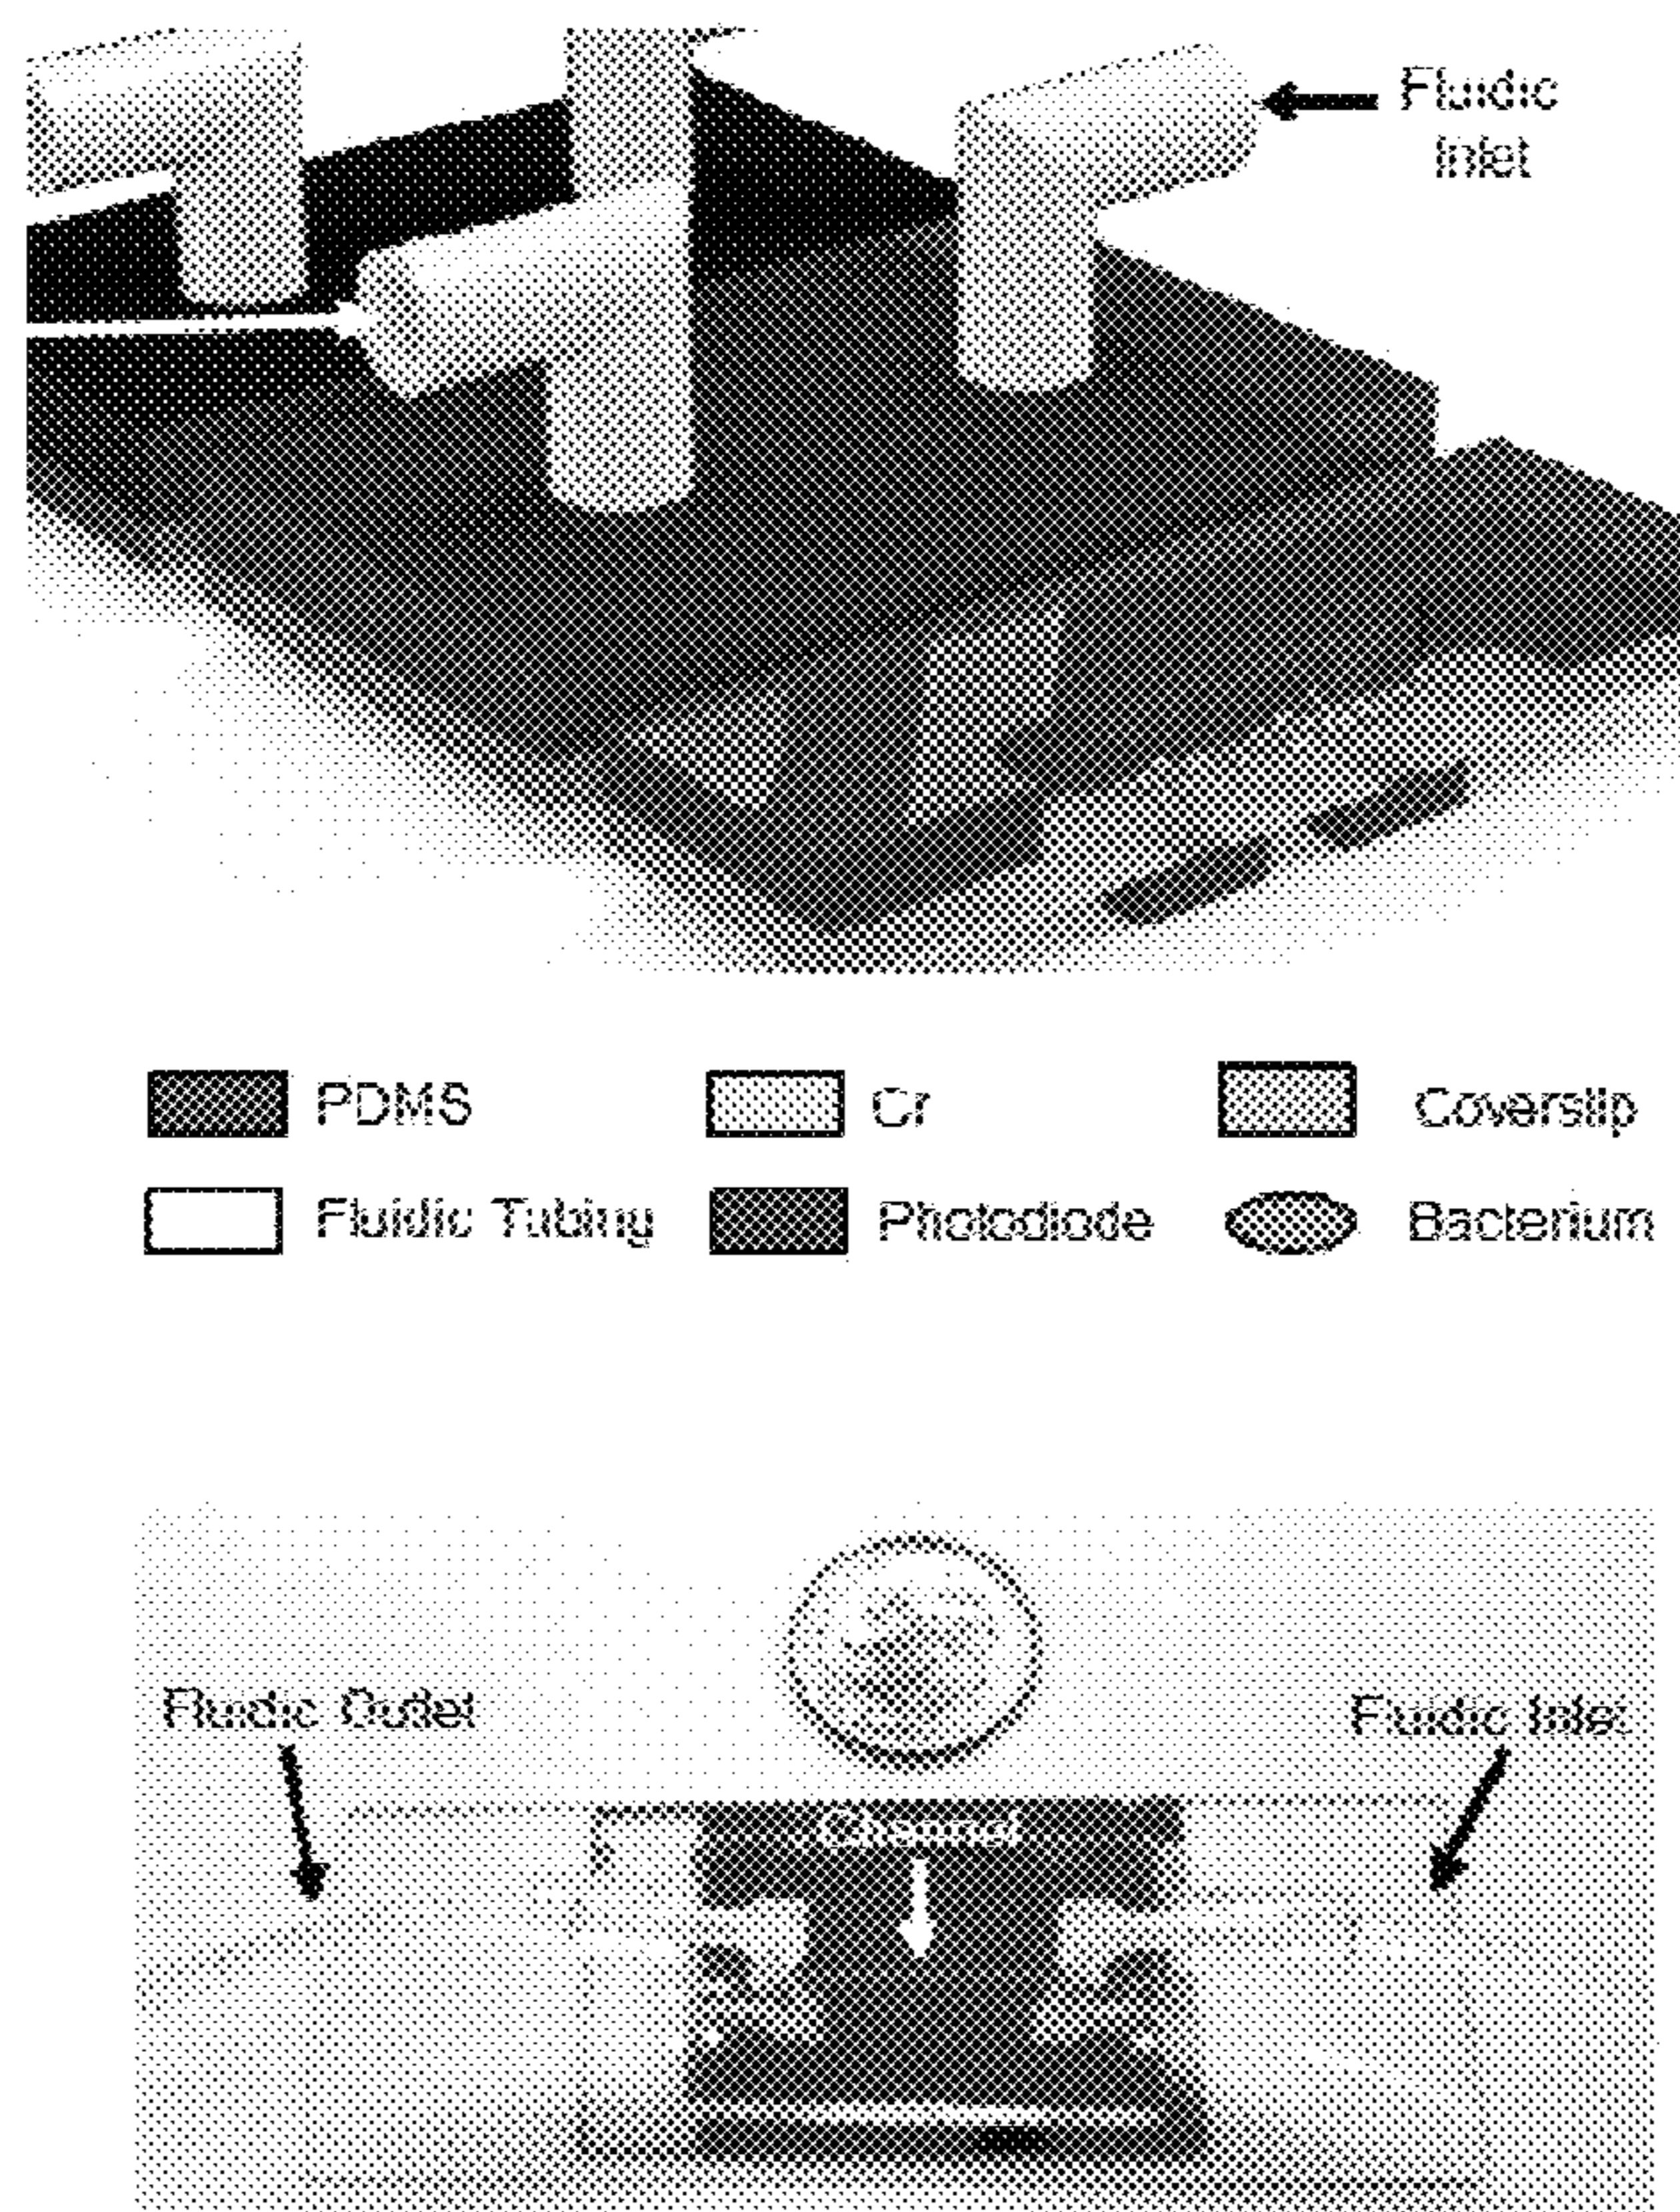 Fluidic
Inlet
PDMS
Cr
Coverslip
Fluidic Tubing
Photodiode
Bacterium
Fluidic Outlet
Fluidic Inlet
Channel